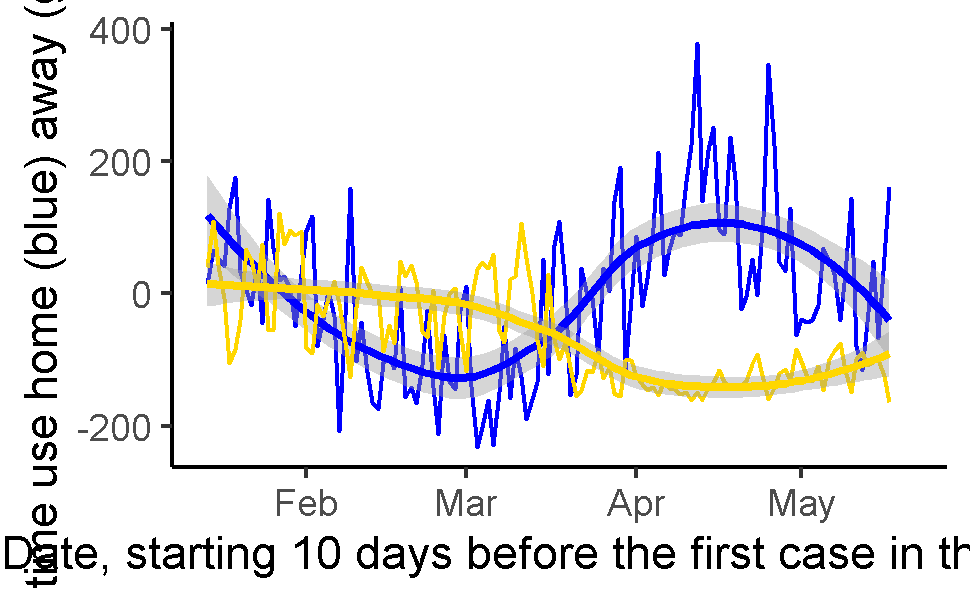 time use home (blue) away (
400
200
0
-200
Feb Mar Apr May
Date, starting 10 days before the first case in th